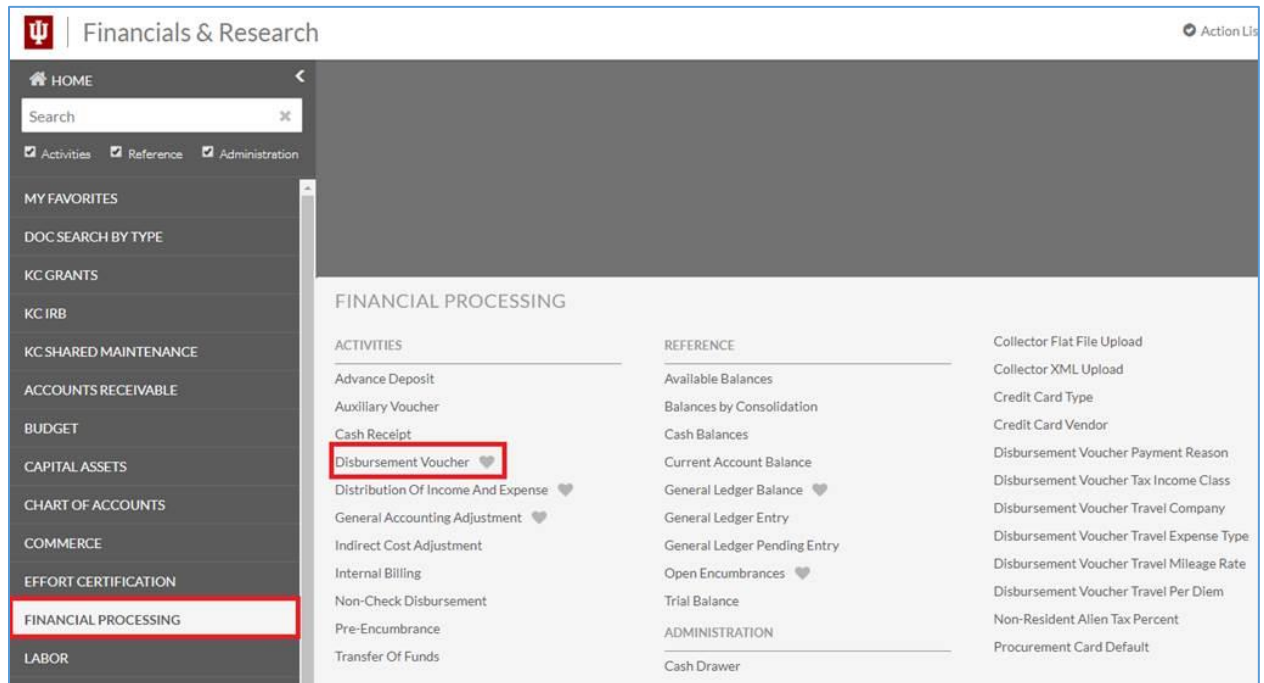 Financials & Research
Action Lis
HOME
Search
Activities Reference Administration
MY FAVORITES
DOC SEARCH BY TYPE
KC GRANTS
KC IRB
KC SHARED MAINTENANCE
ACCOUNTS RECEIVABLE
BUDGET
CAPITAL ASSETS
CHART OF ACCOUNTS
COMMERCE
EFFORT CERTIFICATION
FINANCIAL PROCESSING
LABOR
FINANCIAL PROCESSING
ACTIVITIES
Advance Deposit
Auxiliary Voucher
Cash Receipt
Disbursement Voucher
Distribution Of Income And Expense
General Accounting Adjustment
Indirect Cost Adjustment
Internal Billing
Non-Check Disbursement
Pre-Encumbrance
Transfer Of Funds
REFERENCE
Available Balances
Balances by Consolidation
Cash Balances
Current Account Balance
General Ledger Balance
General Ledger Entry
General Ledger Pending Entry
Open Encumbrances
Trial Balance
ADMINISTRATION
Cash Drawer
Collector Flat File Upload
Collector XML Upload
Credit Card Type
Credit Card Vendor
Disbursement Voucher Payment Reason
Disbursement Voucher Tax Income Class
Disbursement Voucher Travel Company
Disbursement Voucher Travel Expense Type
Disbursement Voucher Travel Mileage Rate
Disbursement Voucher Travel Per Diem
Non-Resident Alien Tax Percent
Procurement Card Default